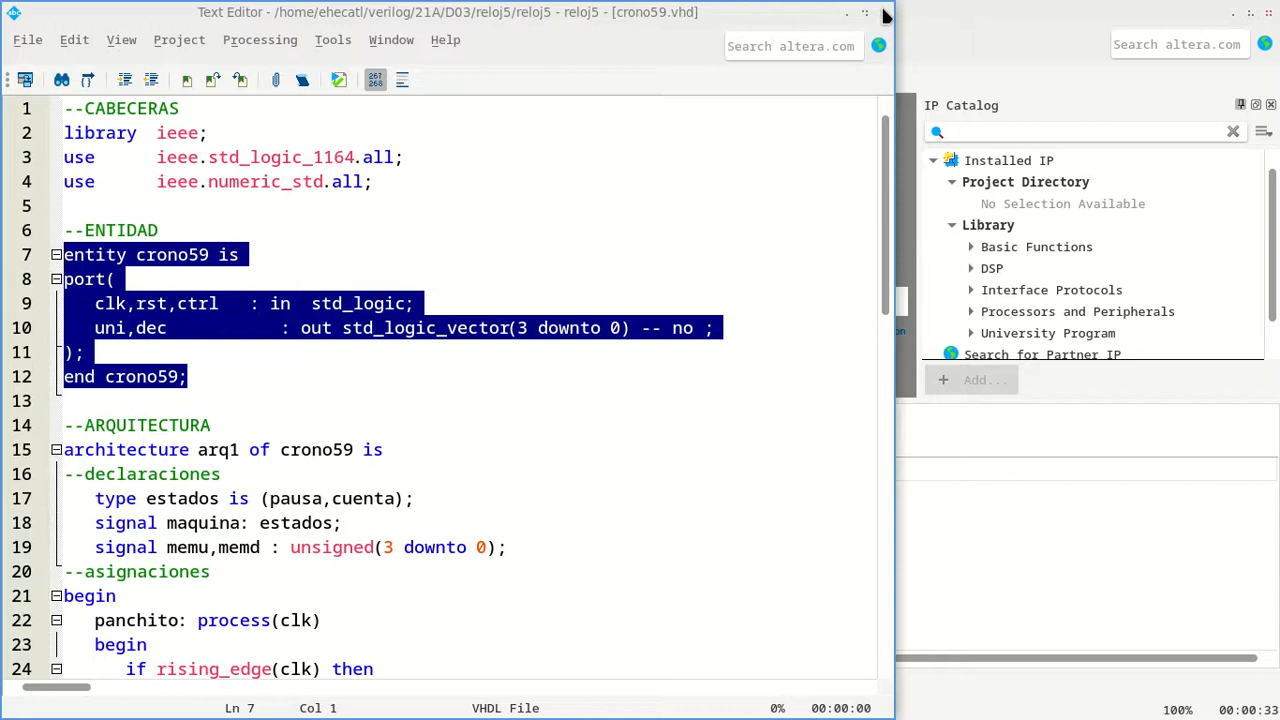 Text Editor - /home/ehecatl/verilog/21A/D03/reloj5/reloj5 - reloj5 - [crono59.vhd]
File Edit View Project Processing Tools Window Help
Search altera.com
Search altera.com
267
268
1 --CABECERAS
2 library ieee;
3 use ieee.std_logic_1164.all;
4 use ieee.numeric_std.all;
5
6 --ENTIDAD
7 entity crono59 is
8 port(
9 clk,rst,ctrl : in std_logic;
10 uni,dec : out std_logic_vector(3 downto 0) -- no ;
11 );
12 end crono59;
13
14 --ARQUITECTURA
15 architecture arq1 of crono59 is
16 --declaraciones
17 type estados is (pausa,cuenta);
18 signal maquina: estados;
19 signal memu,memd : unsigned(3 downto 0);
20 --asignaciones
21 begin
22 panchito: process(clk)
23 begin
24 if rising_edge(clk) then
Ln 7 Col 1 VHDL File 0% 00:00:00
IP Catalog
Installed IP
Project Directory
No Selection Available
Library
Basic Functions
DSP
Interface Protocols
Processors and Peripherals
University Program
Search for Partner IP
+ Add...
100% 00:00:33